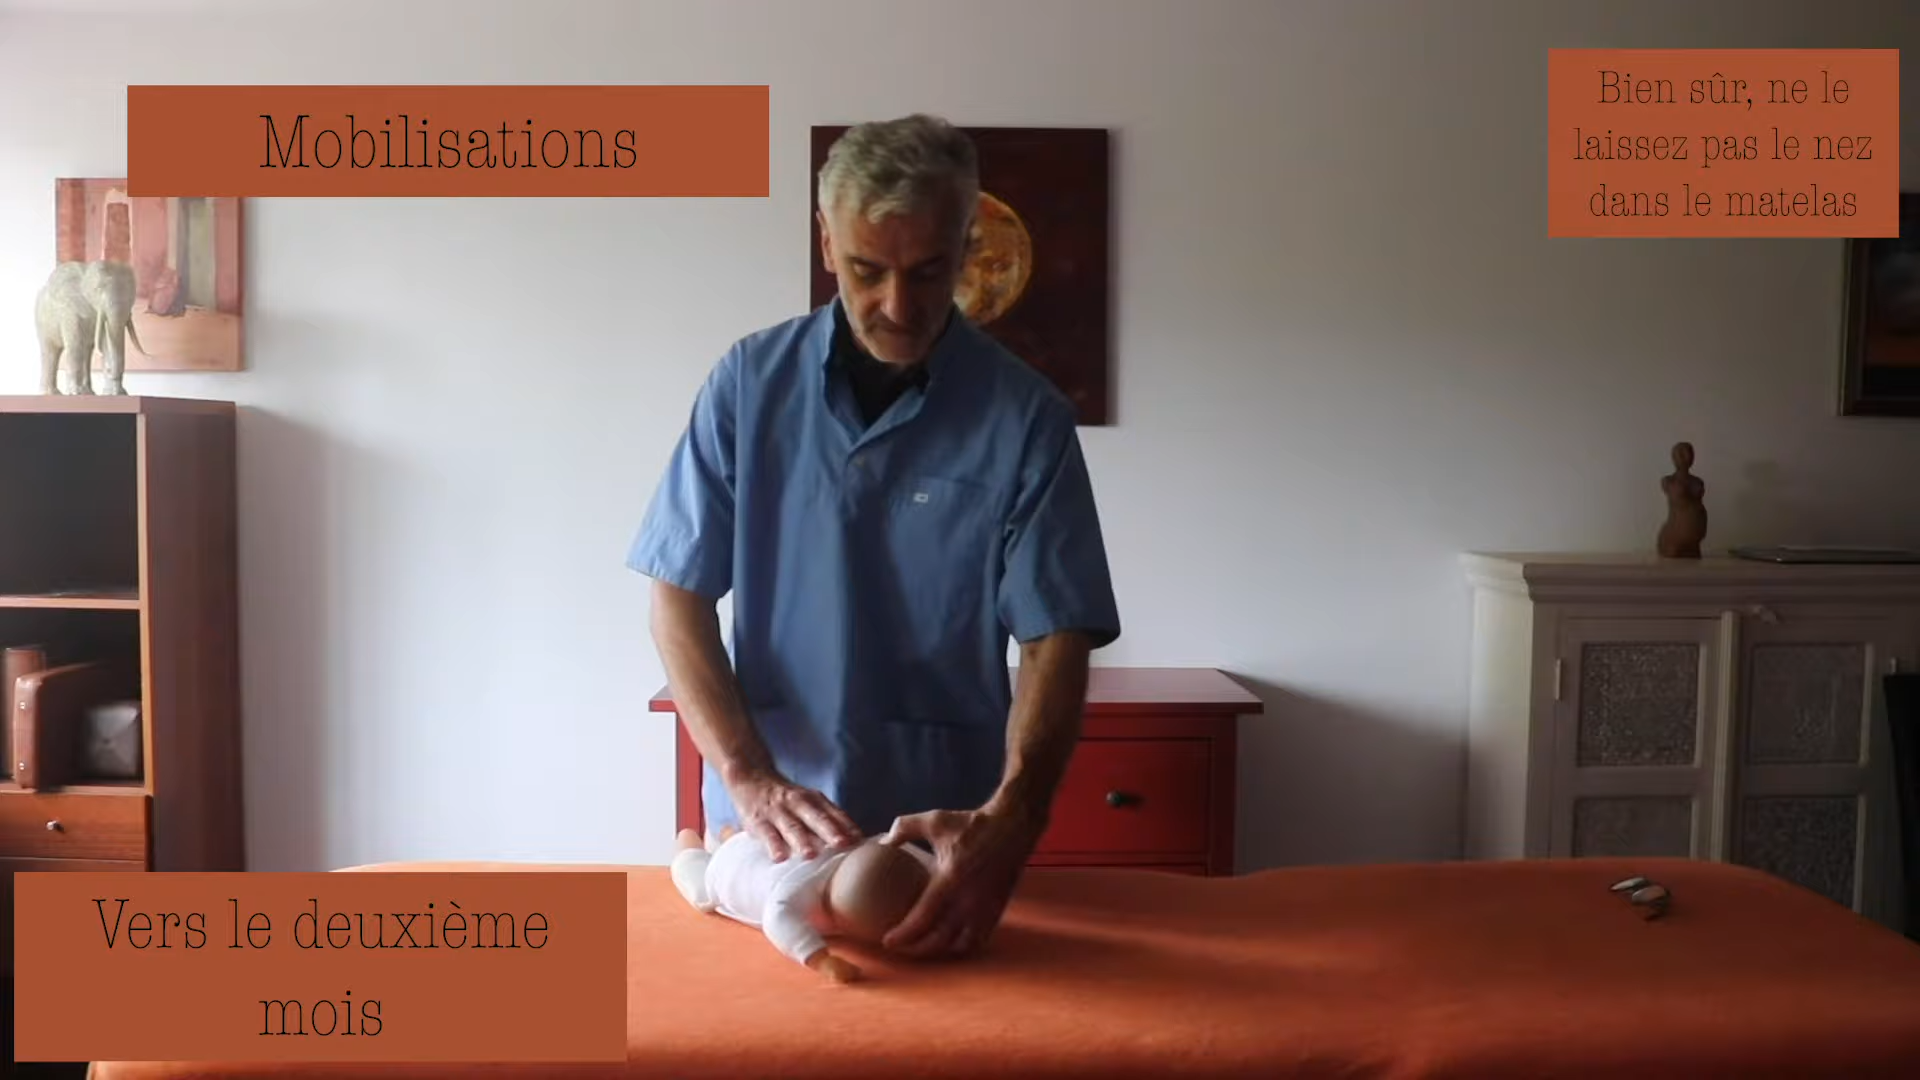 Mobilisations
Bien sûr, ne le
laissez pas le nez
dans le matelas
Vers le deuxième
mois